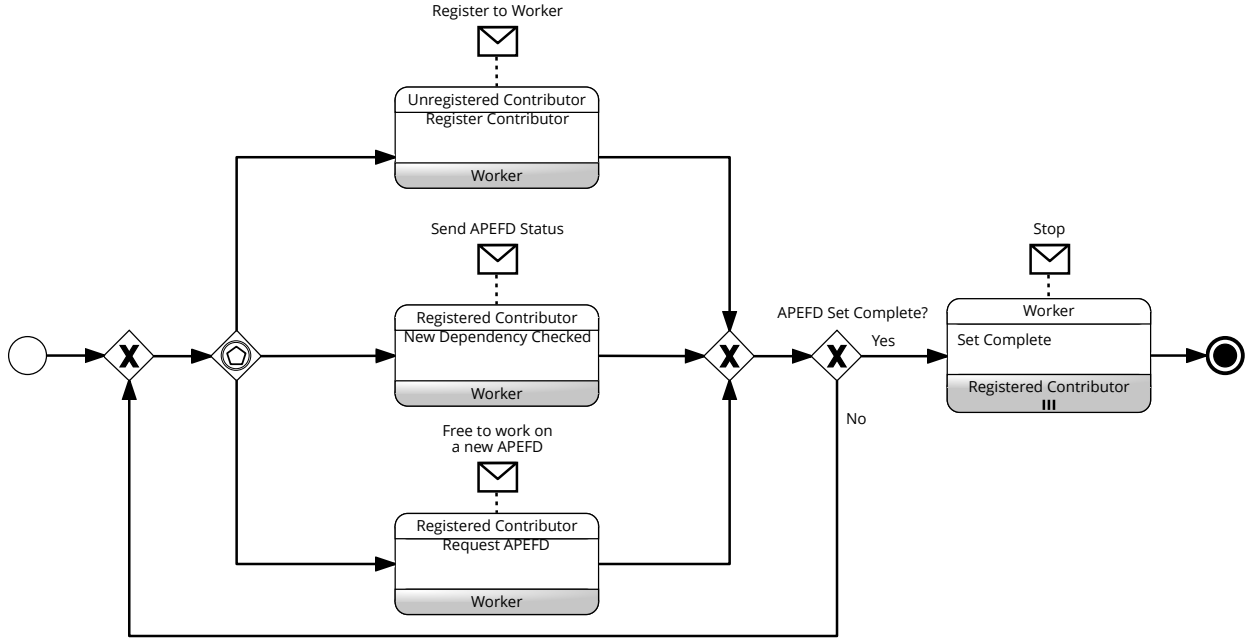 Register to Worker
Unregistered Contributor
Register Contributor
Worker
Send APEFD Status
Registered Contributor
New Dependency Checked
Worker
Free to work on
a new APEFD
Registered Contributor
Request APEFD
Worker
APEFD Set Complete?
Yes
No
Stop
Worker
Set Complete
Registered Contributor